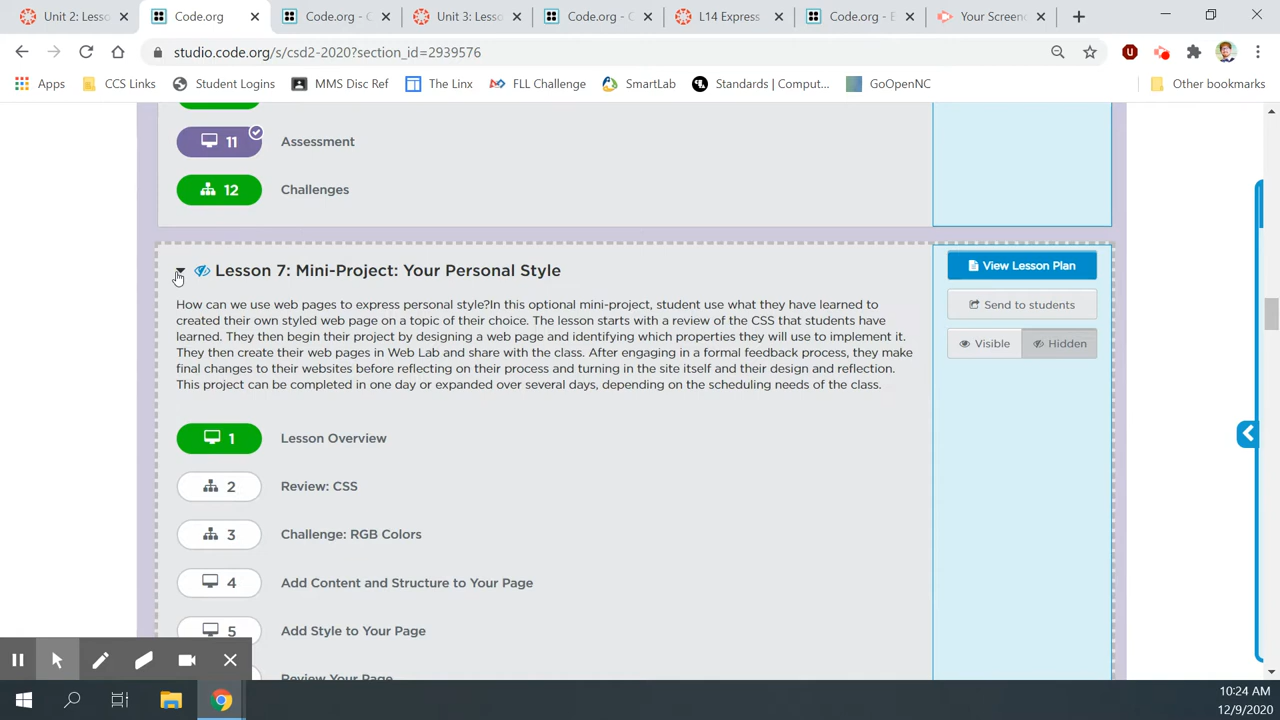 Unit 2: Lesso
Code.org
Code.org - C
Unit 3: Lesso
Code.org - C
L14 Express
Code.org - E
Your Screen
studio.code.org/s/csd2-2020?section_id=2939576
Apps
CCS Links
Student Logins
MMS Disc Ref
The Linx
FLL Challenge
SmartLab
Standards | Comput...
GoOpenNC
Other bookmarks
11
Assessment
12
Challenges
Lesson 7: Mini-Project: Your Personal Style
View Lesson Plan
Send to students
Visible
Hidden
How can we use web pages to express personal style?In this optional mini-project, student use what they have learned to
created their own styled web page on a topic of their choice. The lesson starts with a review of the CSS that students have
learned. They then begin their project by designing a web page and identifying which properties they will use to implement it.
They then create their web pages in Web Lab and share with the class. After engaging in a formal feedback process, they make
final changes to their websites before reflecting on their process and turning in the site itself and their design and reflection.
This project can be completed in one day or expanded over several days, depending on the scheduling needs of the class.
1
Lesson Overview
2
Review: CSS
3
Challenge: RGB Colors
4
Add Content and Structure to Your Page
5
Add Style to Your Page
Review Your Page
10:24 AM
12/9/2020